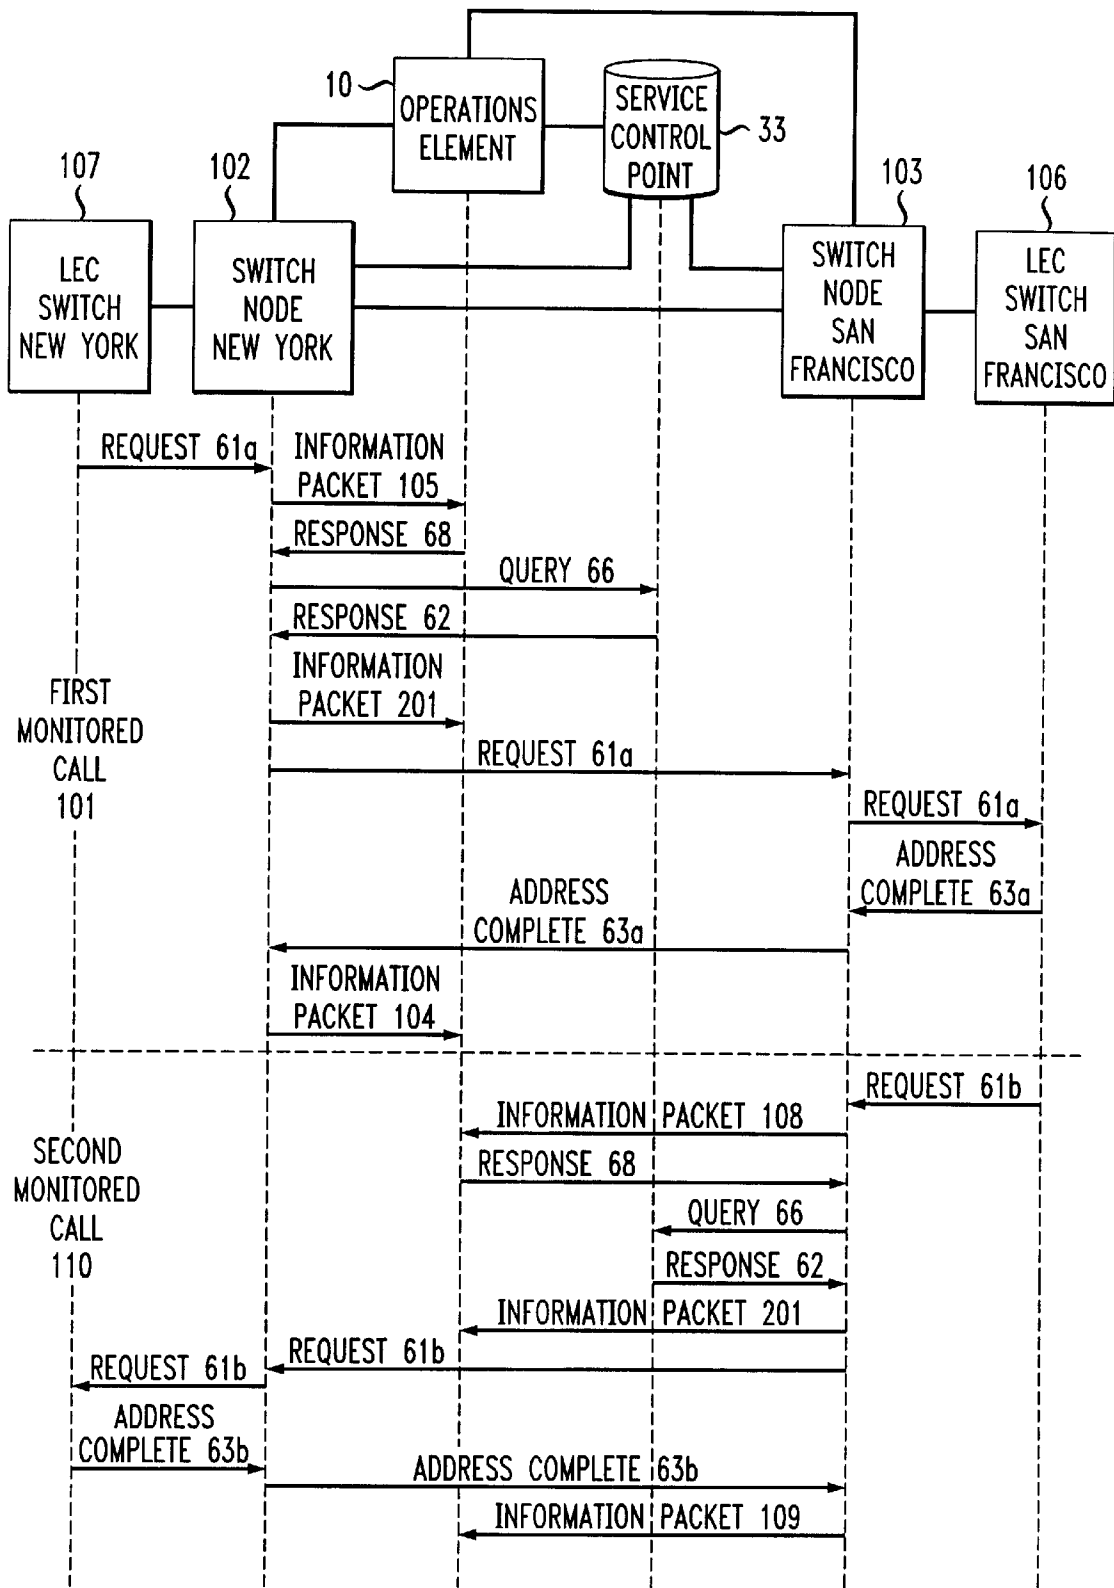 10
OPERATIONS
ELEMENT
SERVICE
CONTROL
POINT
33
107
102
103
106
LEC
SWITCH
NEW YORK
SWITCH
NODE
NEW YORK
SWITCH
NODE
SAN
FRANCISCO
LEC
SWITCH
SAN
FRANCISCO
REQUEST 61a
INFORMATION
PACKET 105
RESPONSE 68
QUERY 66
RESPONSE 62
INFORMATION
PACKET 201
FIRST
MONITORED
CALL
101
REQUEST 61a
REQUEST 61a
ADDRESS
COMPLETE 63a
ADDRESS
COMPLETE 63a
INFORMATION
PACKET 104
REQUEST 61b
INFORMATION PACKET 108
SECOND
MONITORED
CALL
110
RESPONSE 68
QUERY 66
RESPONSE 62
INFORMATION PACKET 201
REQUEST 61b
REQUEST 61b
ADDRESS
COMPLETE 63b
ADDRESS COMPLETE 63b
INFORMATION PACKET 109